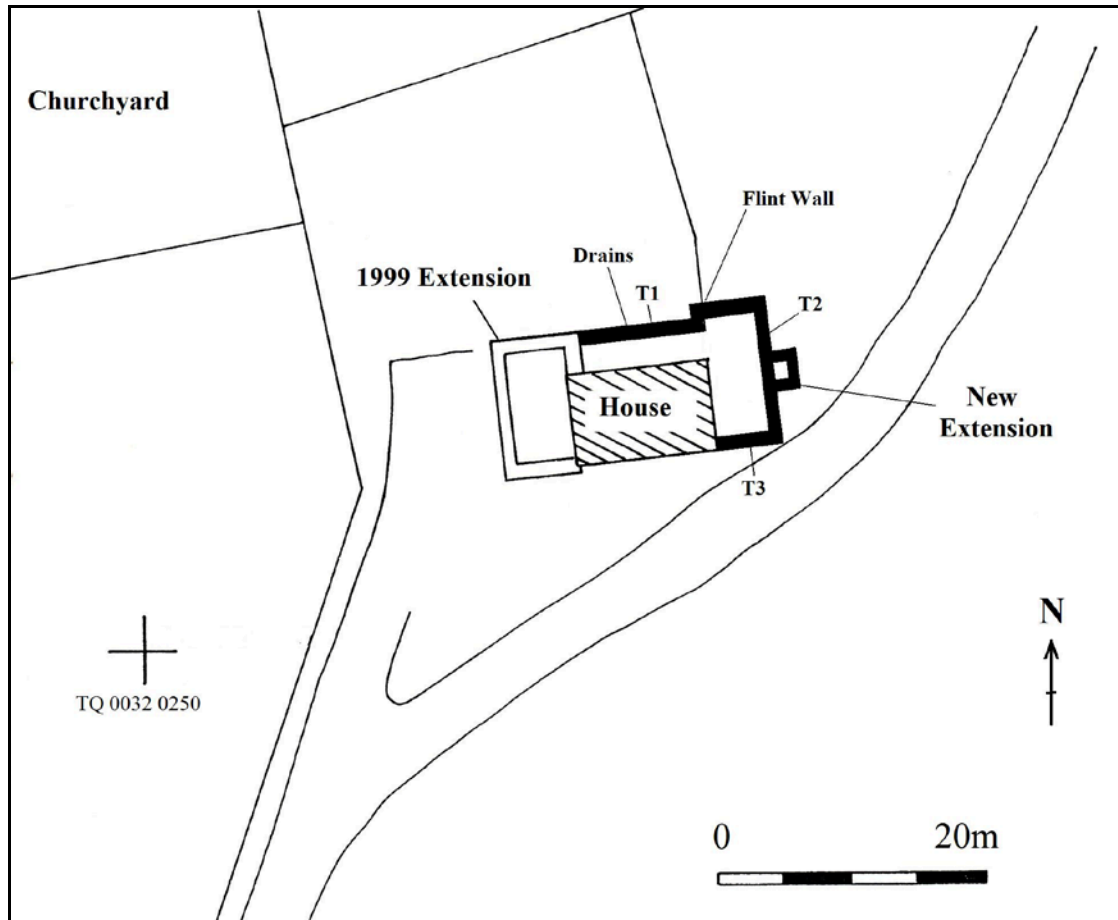 Churchyard
Flint Wall
Drains
1999 Extension
T1
T2
House
New
Extension
T3
N
TQ 0032 0250
0 20m